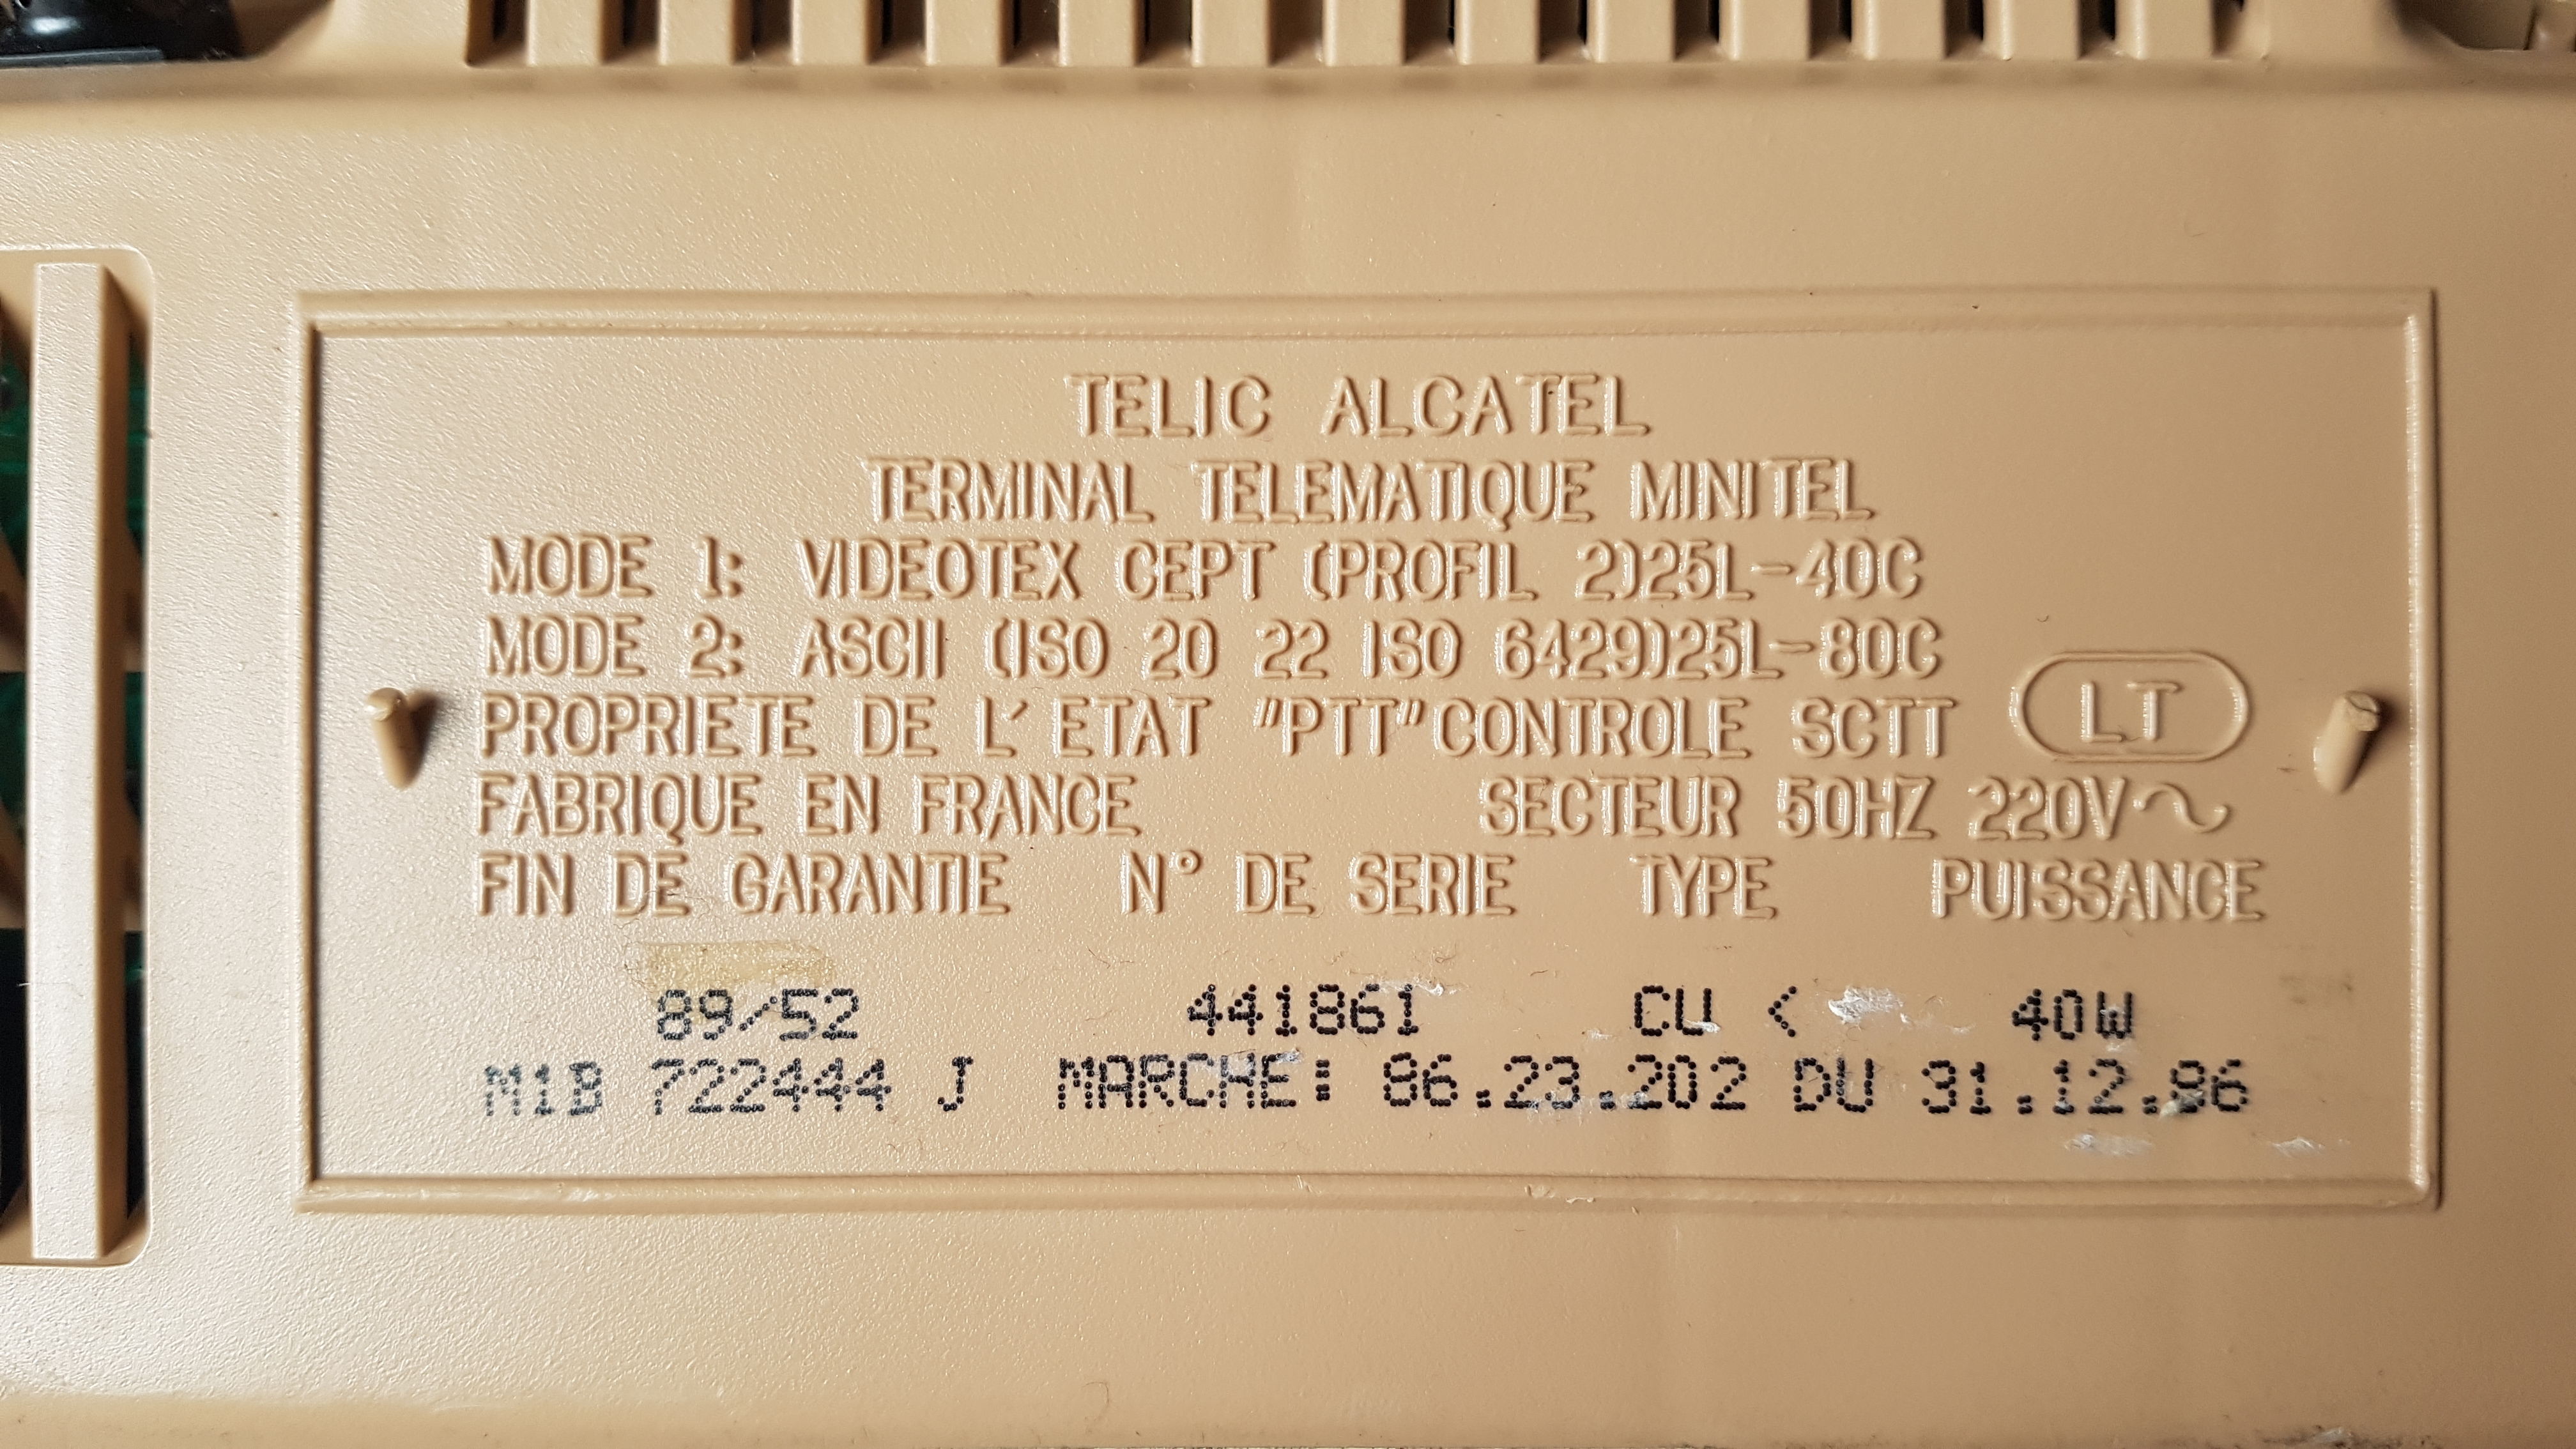 TELIC ALCATEL
TERMINAL TELEMATIQUE MINITEL
MODE 1: VIDEOTEX CEPT (PROFIL 2)25L-40C
MODE 2: ASCII (ISO 20 22 ISO 6429)25L-80C
PROPRIETE DE L'ETAT "PTT" CONTROLE SCTT LT
FABRIQUE EN FRANCE SECTEUR 50HZ 220V~
FIN DE GARANTIE N° DE SERIE TYPE PUISSANCE
89/52 441861 CU < 40W
M1B 722444 J MARCHE: 86.23.202 DU 31.12.86